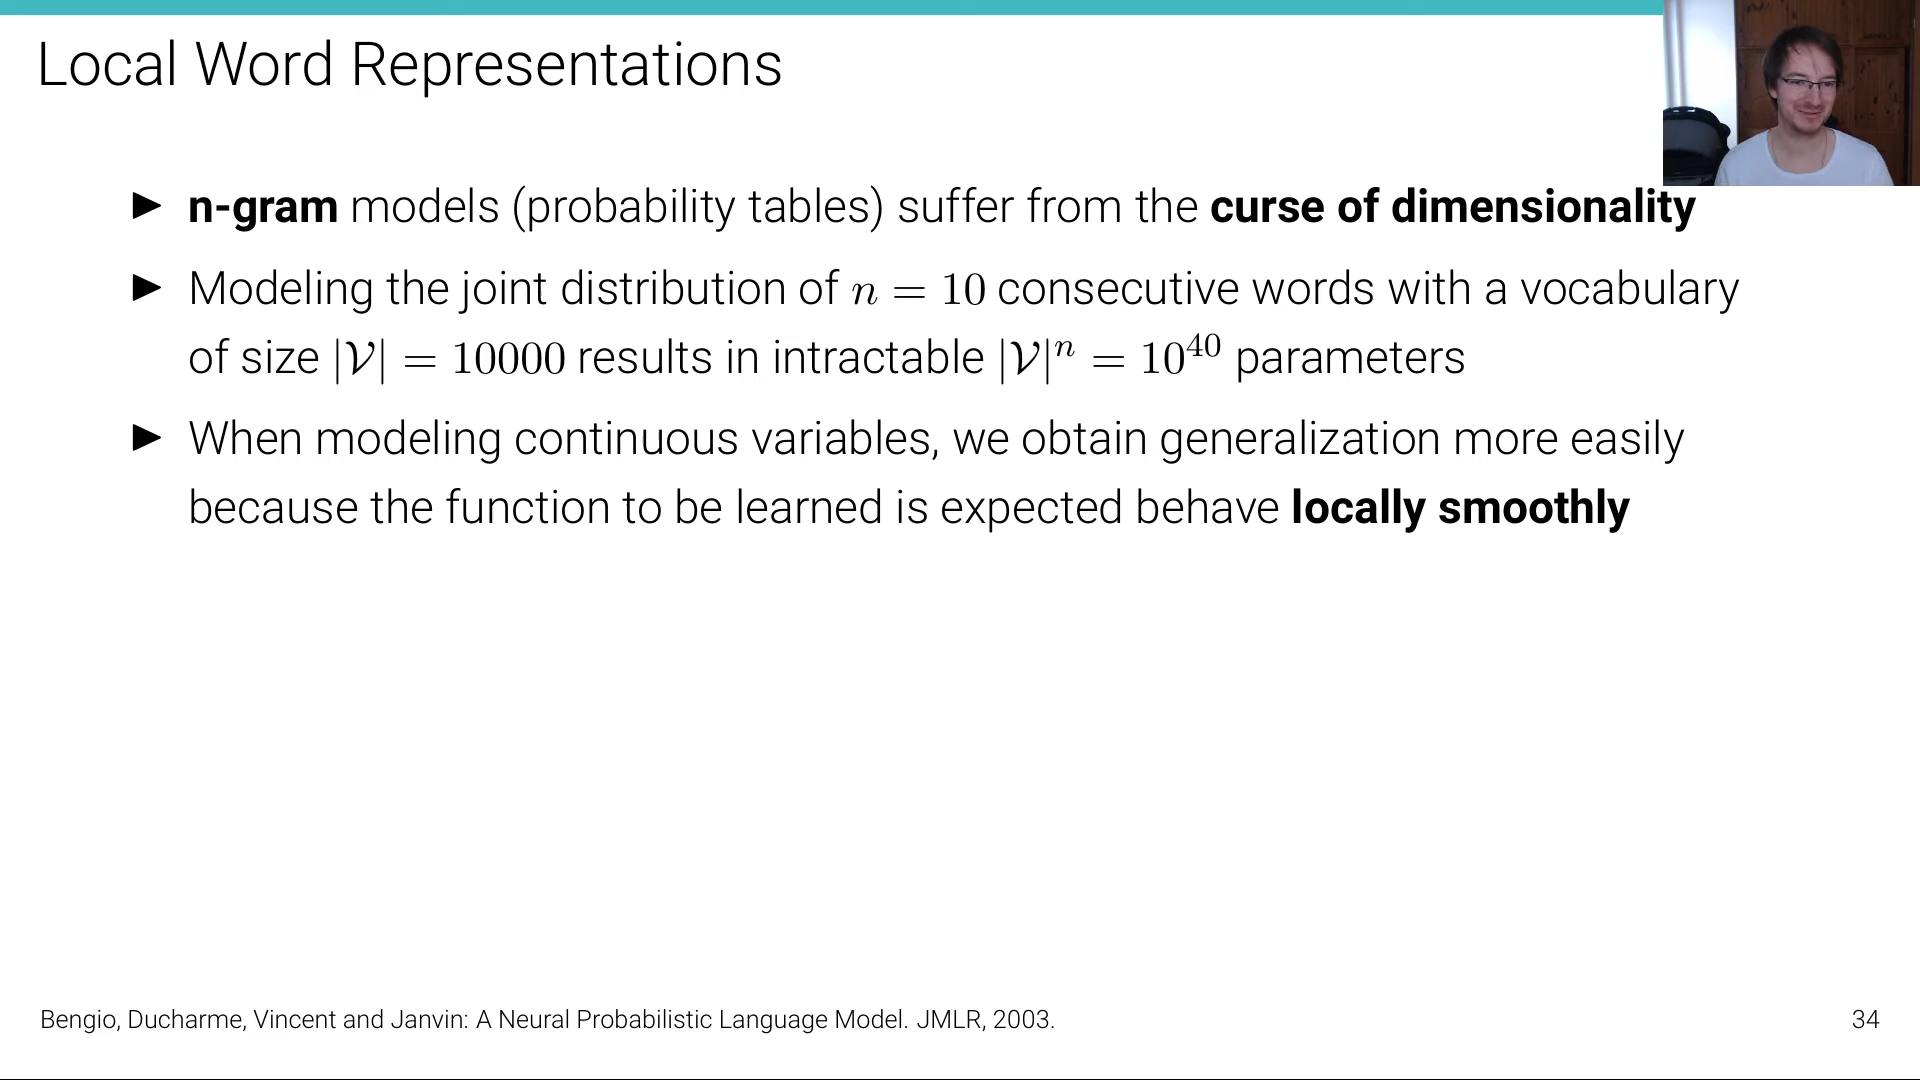 Local Word Representations
▶ n-gram models (probability tables) suffer from the curse of dimensionality
▶ Modeling the joint distribution of n = 10 consecutive words with a vocabulary
of size |𝒱| = 10000 results in intractable |𝒱|ⁿ = 10⁴⁰ parameters
▶ When modeling continuous variables, we obtain generalization more easily
because the function to be learned is expected behave locally smoothly
Bengio, Ducharme, Vincent and Janvin: A Neural Probabilistic Language Model. JMLR, 2003.
34